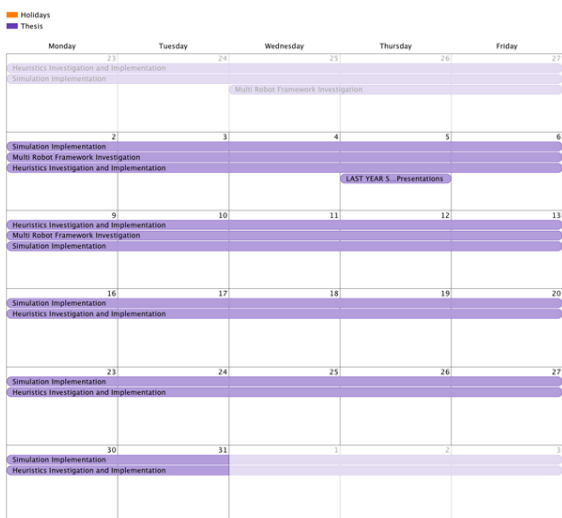 Holidays
Thesis
Monday Tuesday Wednesday Thursday Friday
23 24 25 26 27
Heuristics Investigation and Implementation
Simulation Implementation
Multi Robot Framework Investigation
2 3 4 5 6
Simulation Implementation
Multi Robot Framework Investigation
Heuristics Investigation and Implementation
LAST YEAR S...Presentations
9 10 11 12 13
Heuristics Investigation and Implementation
Multi Robot Framework Investigation
Simulation Implementation
16 17 18 19 20
Simulation Implementation
Heuristics Investigation and Implementation
23 24 25 26 27
Simulation Implementation
Heuristics Investigation and Implementation
30 31 1 2 3
Simulation Implementation
Heuristics Investigation and Implementation